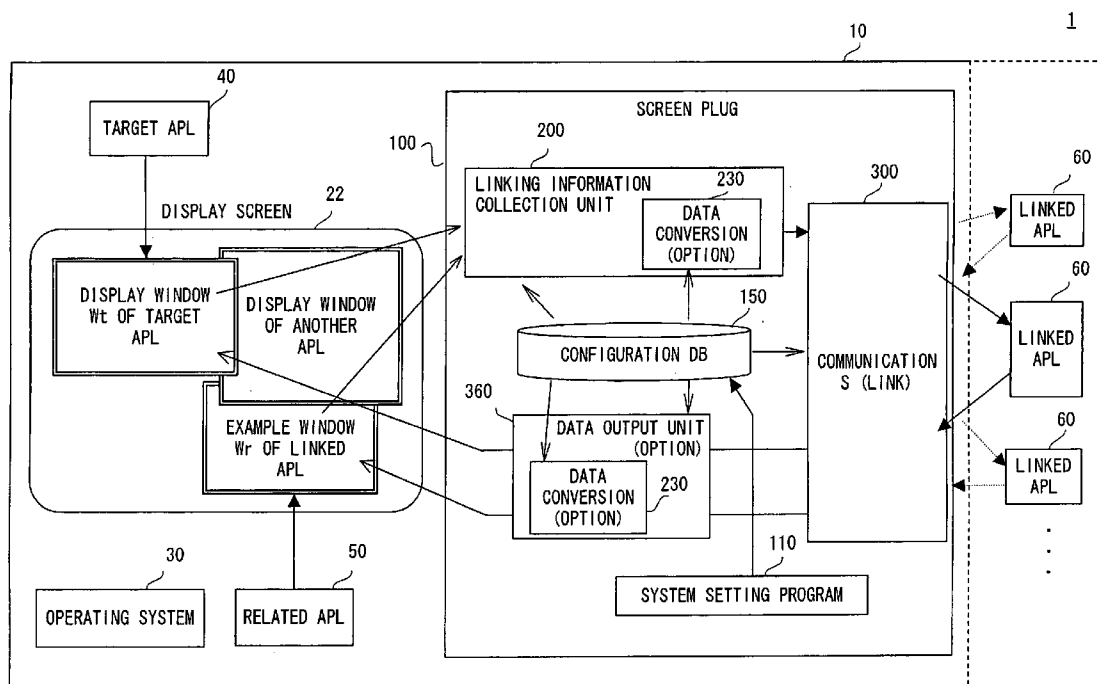 1
10
40
TARGET APL
SCREEN PLUG
100
200
LINKING INFORMATION
COLLECTION UNIT
230
DATA
CONVERSION
(OPTION)
300
60
LINKED
APL
DISPLAY SCREEN
22
DISPLAY WINDOW
Wt OF TARGET
APL
DISPLAY WINDOW
OF ANOTHER
APL
150
CONFIGURATION DB
COMMUNICATION
S (LINK)
60
LINKED
APL
EXAMPLE WINDOW
Wr OF LINKED
APL
360
DATA OUTPUT UNIT
(OPTION)
DATA
CONVERSION
(OPTION)
230
60
LINKED
APL
30
OPERATING SYSTEM
50
RELATED APL
110
SYSTEM SETTING PROGRAM